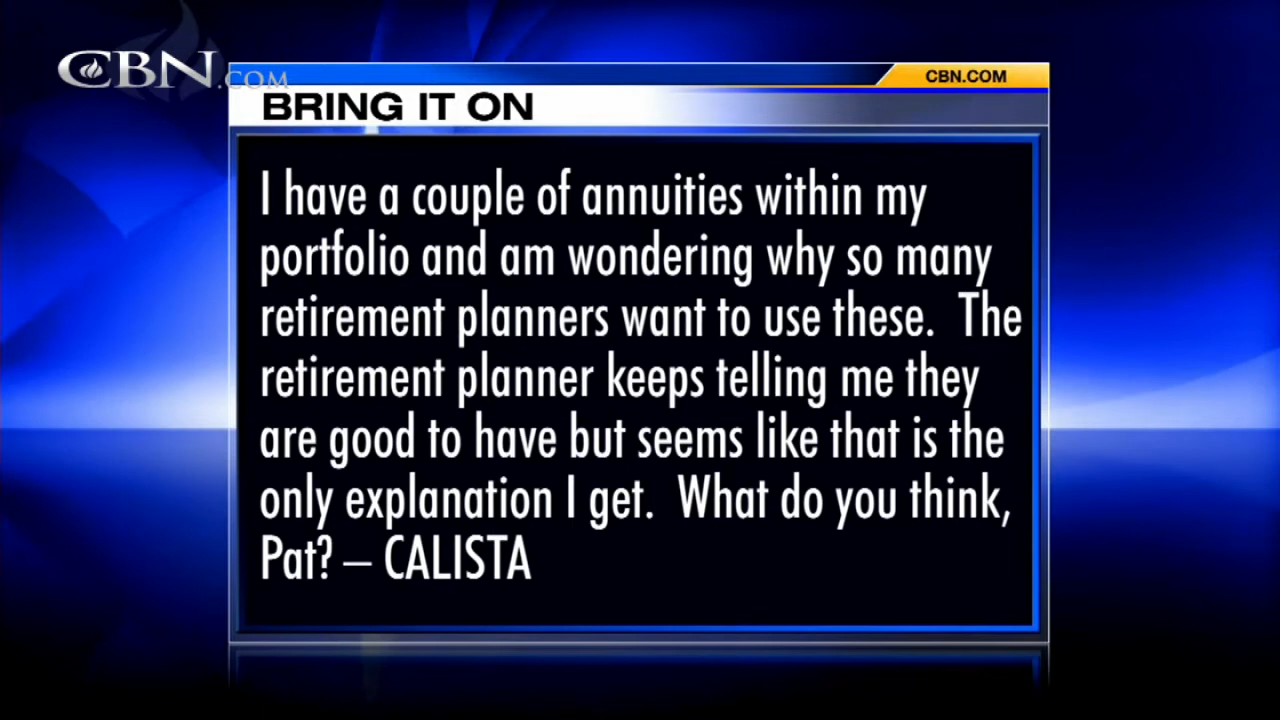 CBN.COM
CBN.COM
BRING IT ON
I have a couple of annuities within my
portfolio and am wondering why so many
retirement planners want to use these.  The
retirement planner keeps telling me they
are good to have but seems like that is the
only explanation I get.  What do you think,
Pat? – CALISTA